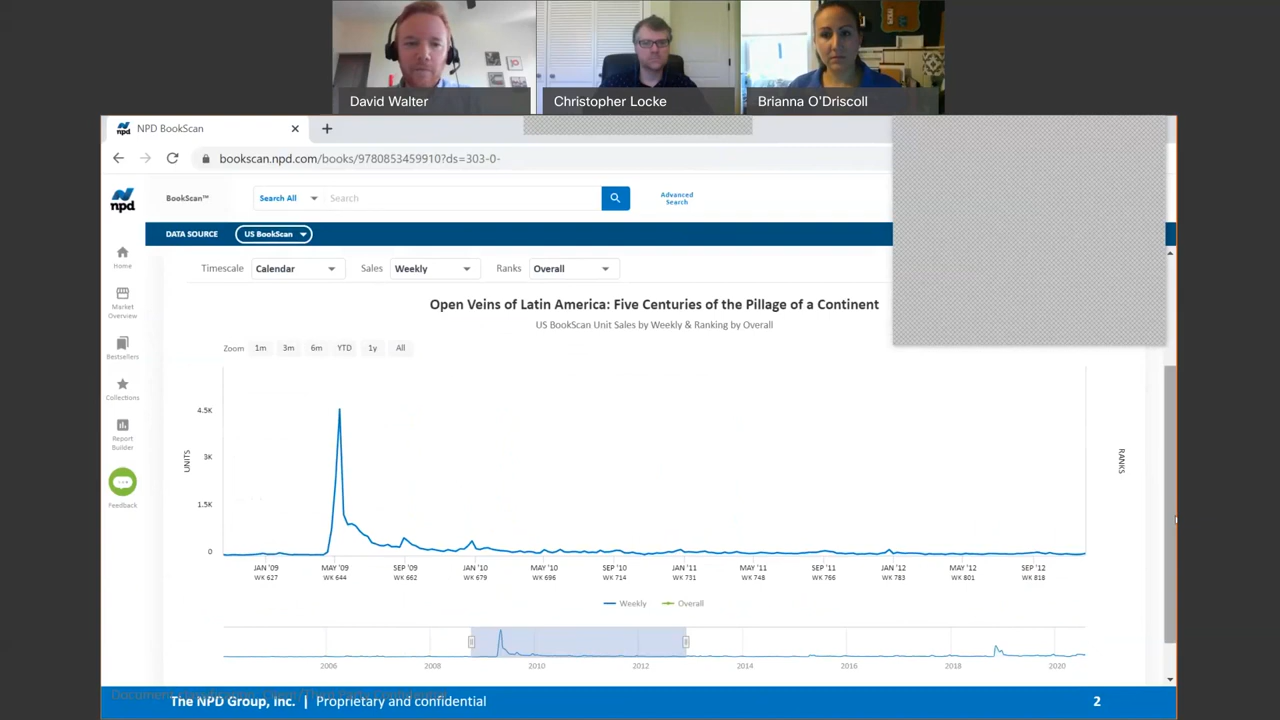 David Walter
Christopher Locke
Brianna O'Driscoll
npd
NPD BookScan
bookscan.npd.com/books/9780853459910?ds=303-0-
npd
BookScan™
Search All
Search
Advanced
Search
DATA SOURCE
US BookScan
Home
Market
Overview
Bestsellers
Collections
Report
Builder
Feedback
Timescale
Calendar
Sales
Weekly
Ranks
Overall
Open Veins of Latin America: Five Centuries of the Pillage of a Continent
US BookScan Unit Sales by Weekly & Ranking by Overall
Zoom 1m 3m 6m YTD 1y All
4.5K
3K
1.5K
0
UNITS
RANKS
JAN '09 MAY '09 SEP '09 JAN '10 MAY '10 SEP '10 JAN '11 MAY '11 SEP '11 JAN '12 MAY '12 SEP '12
WK 627 WK 644 WK 662 WK 679 WK 696 WK 714 WK 731 WK 748 WK 766 WK 783 WK 801 WK 818
Weekly Overall
2006 2008 2010 2012 2014 2016 2018 2020
The NPD Group, Inc. | Proprietary and confidential
2